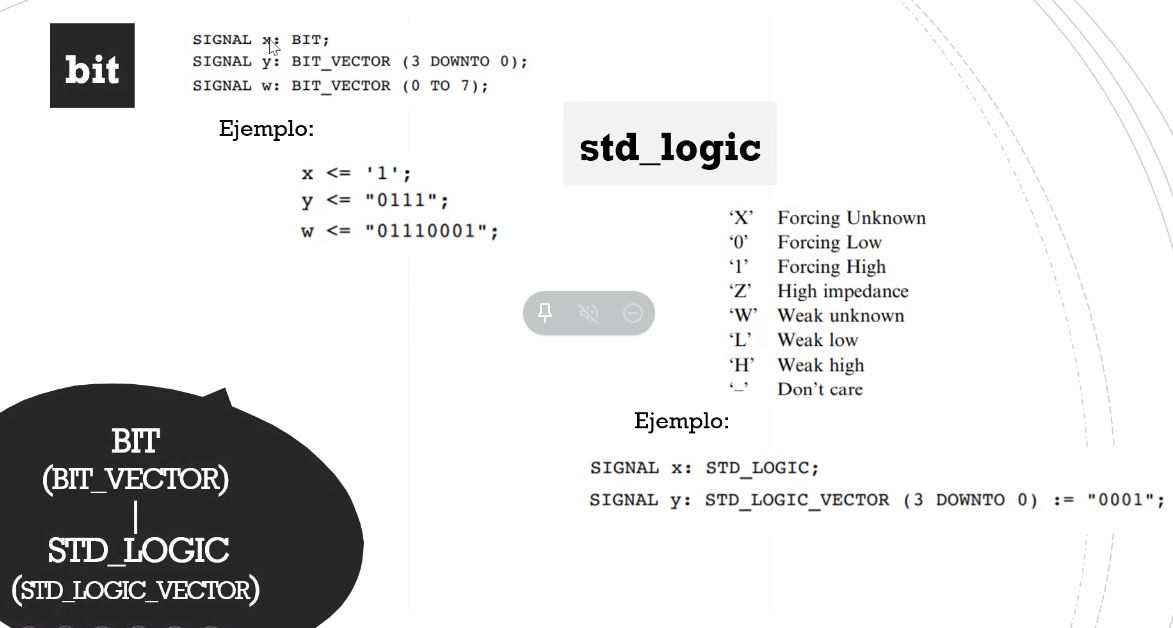 bit
SIGNAL x: BIT;
SIGNAL y: BIT_VECTOR (3 DOWNTO 0);
SIGNAL w: BIT_VECTOR (0 TO 7);
Ejemplo:
x <= '1';
y <= "0111";
w <= "01110001";
std_logic
‘X’ Forcing Unknown
‘0’ Forcing Low
‘1’ Forcing High
‘Z’ High impedance
‘W’ Weak unknown
‘L’ Weak low
‘H’ Weak high
‘–’ Don’t care
Ejemplo:
SIGNAL x: STD_LOGIC;
SIGNAL y: STD_LOGIC_VECTOR (3 DOWNTO 0) := "0001";
BIT
(BIT_VECTOR)
|
STD_LOGIC
(STD_LOGIC_VECTOR)